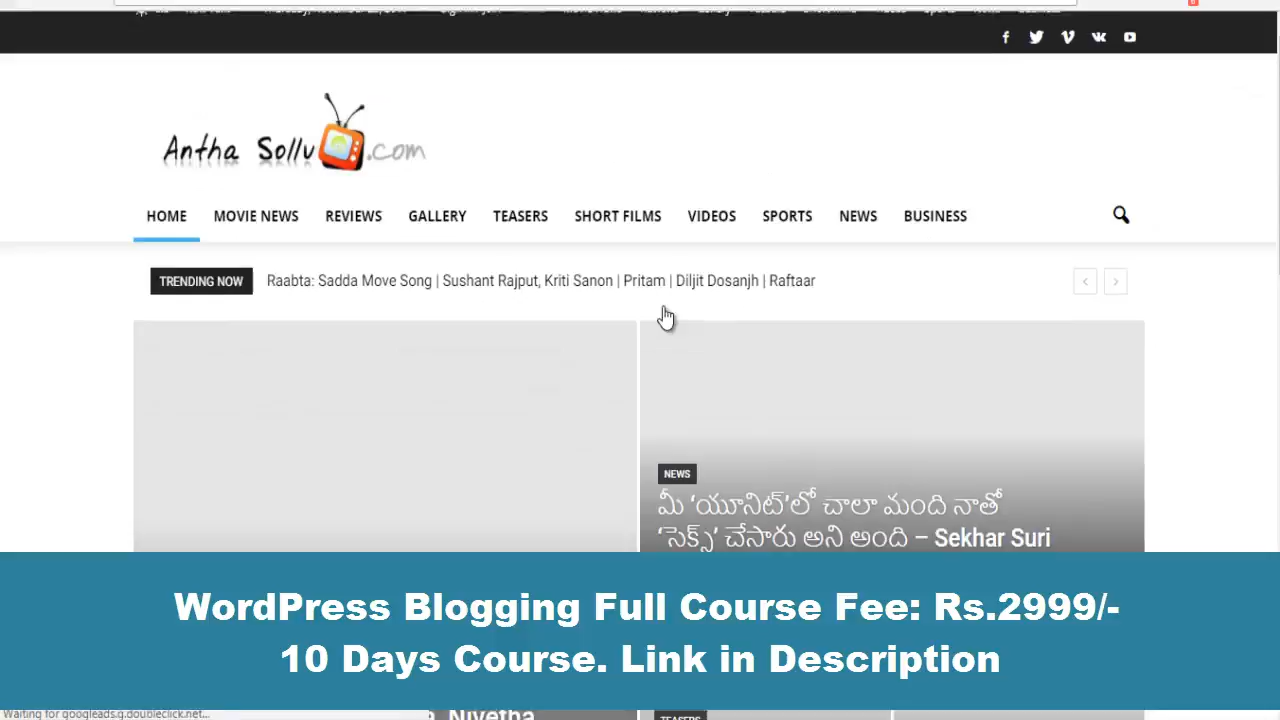 Antha Sollu.com
HOME MOVIE NEWS REVIEWS GALLERY TEASERS SHORT FILMS VIDEOS SPORTS NEWS BUSINESS
TRENDING NOW Raabta: Sadda Move Song | Sushant Rajput, Kriti Sanon | Pritam | Diljit Dosanjh | Raftaar
NEWS
మీ ‘యూనిట్’లో చాలా మంది నాతో
‘సెక్స్’ చేసారు అని అంది – Sekhar Suri
WordPress Blogging Full Course Fee: Rs.2999/-
10 Days Course. Link in Description
Waiting for googleads.g.doubleclick.net...
Nivetha
TEASERS